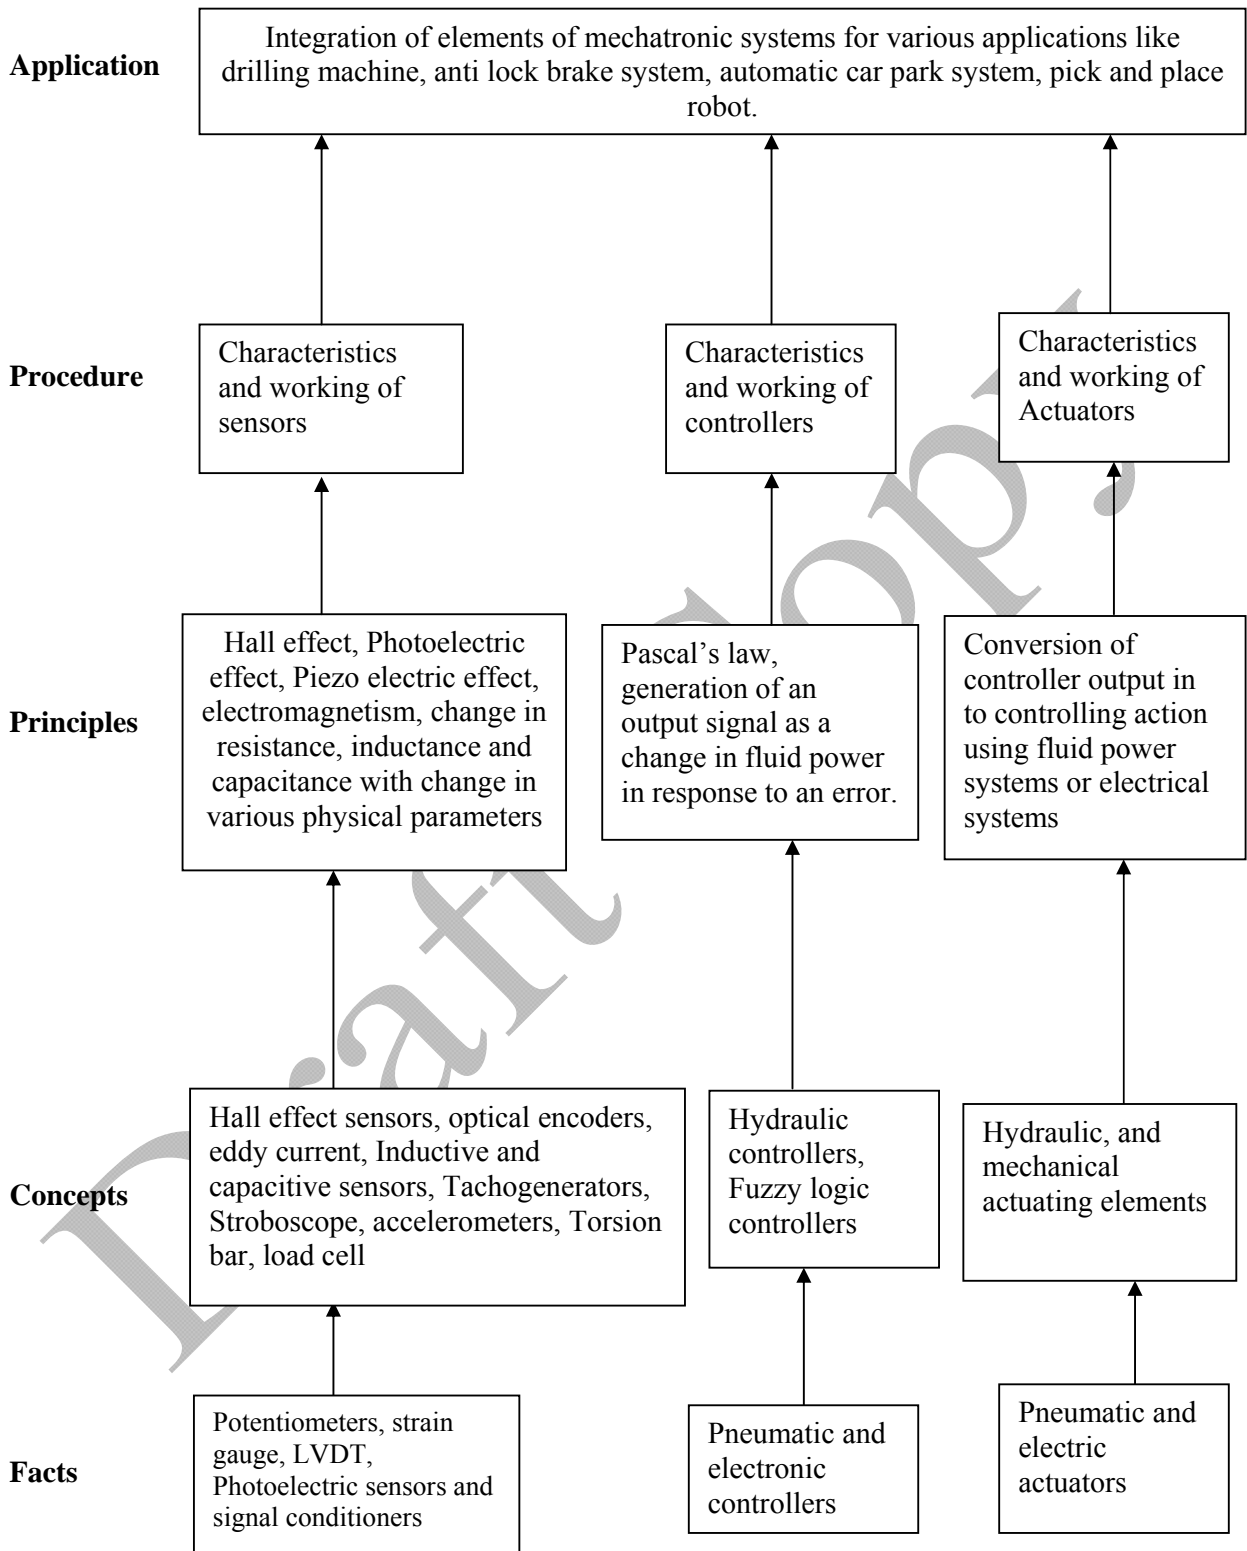 Application
Integration of elements of mechatronic systems for various applications like
drilling machine, anti lock brake system, automatic car park system, pick and place
robot.
Procedure
Characteristics
and working of
sensors
Characteristics
and working of
controllers
Characteristics
and working of
Actuators
Principles
Hall effect, Photoelectric
effect, Piezo electric effect,
electromagnetism, change in
resistance, inductance and
capacitance with change in
various physical parameters
Pascal’s law,
generation of an
output signal as a
change in fluid power
in response to an error.
Conversion of
controller output in
to controlling action
using fluid power
systems or electrical
systems
Concepts
Hall effect sensors, optical encoders,
eddy current, Inductive and
capacitive sensors, Tachogenerators,
Stroboscope, accelerometers, Torsion
bar, load cell
Hydraulic
controllers,
Fuzzy logic
controllers
Hydraulic, and
mechanical
actuating elements
Facts
Potentiometers, strain
gauge, LVDT,
Photoelectric sensors and
signal conditioners
Pneumatic and
electronic
controllers
Pneumatic and
electric
actuators
Draft Copy